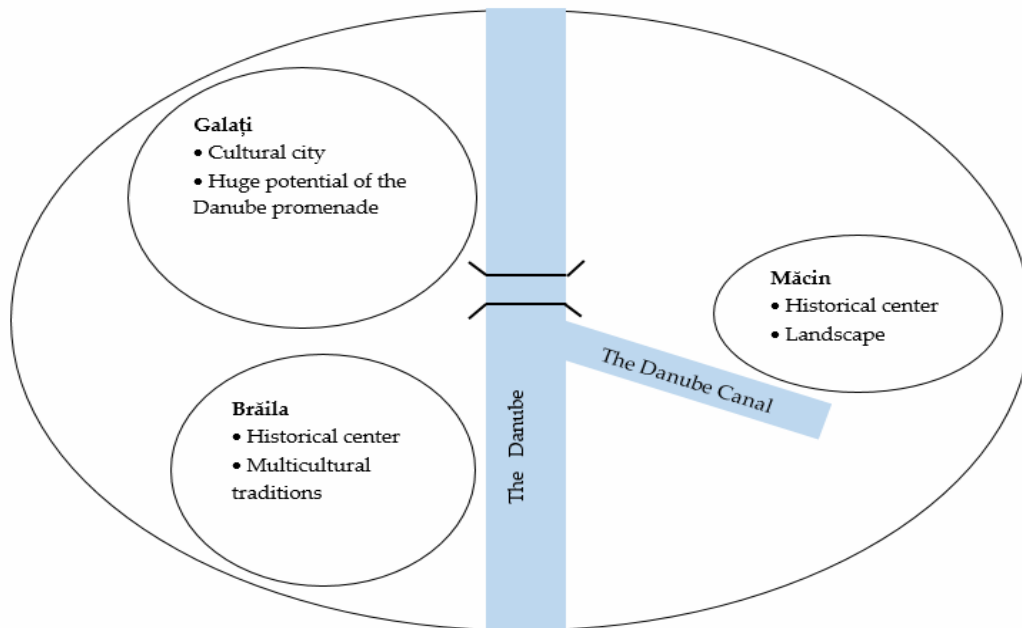 Galați
• Cultural city
• Huge potential of the
Danube promenade
Măcin
• Historical center
• Landscape
The Danube Canal
Brăila
• Historical center
• Multicultural
traditions
The Danube